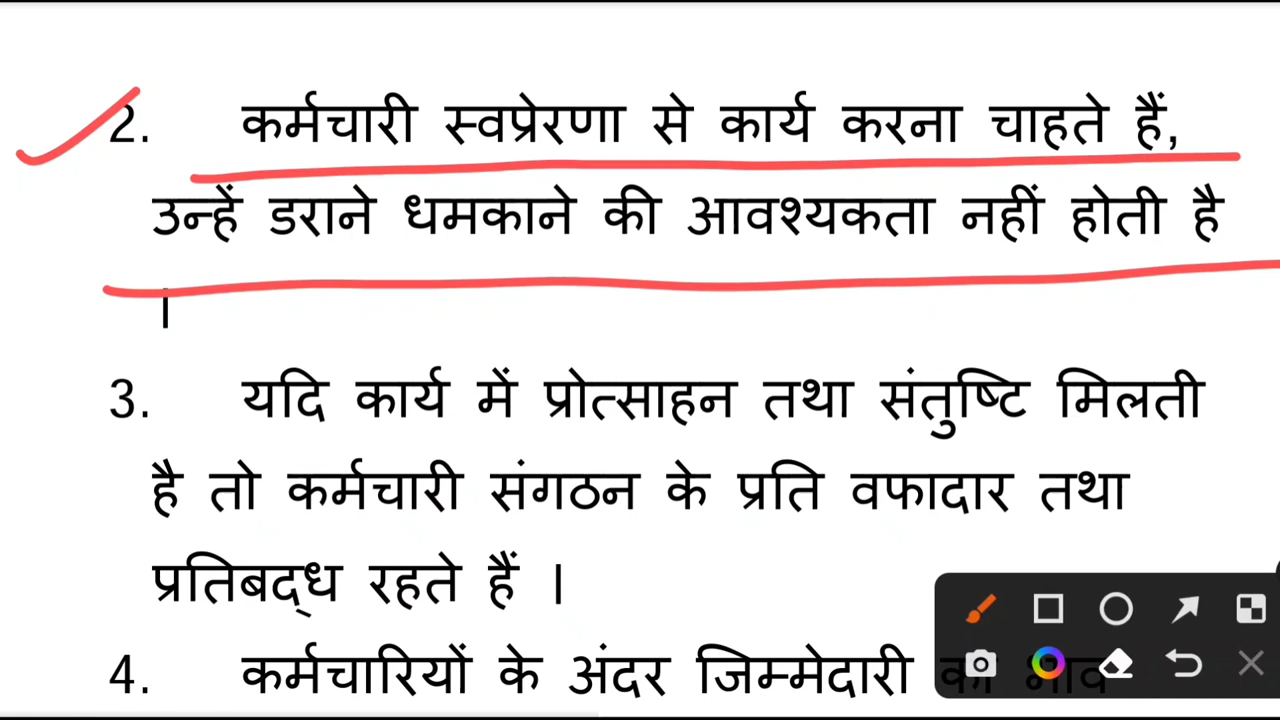 2. कर्मचारी स्वप्रेरणा से कार्य करना चाहते हैं,
उन्हें डराने धमकाने की आवश्यकता नहीं होती है
।
3. यदि कार्य में प्रोत्साहन तथा संतुष्टि मिलती
है तो कर्मचारी संगठन के प्रति वफादार तथा
प्रतिबद्ध रहते हैं ।
4. कर्मचारियों के अंदर जिम्मेदारी का भाव